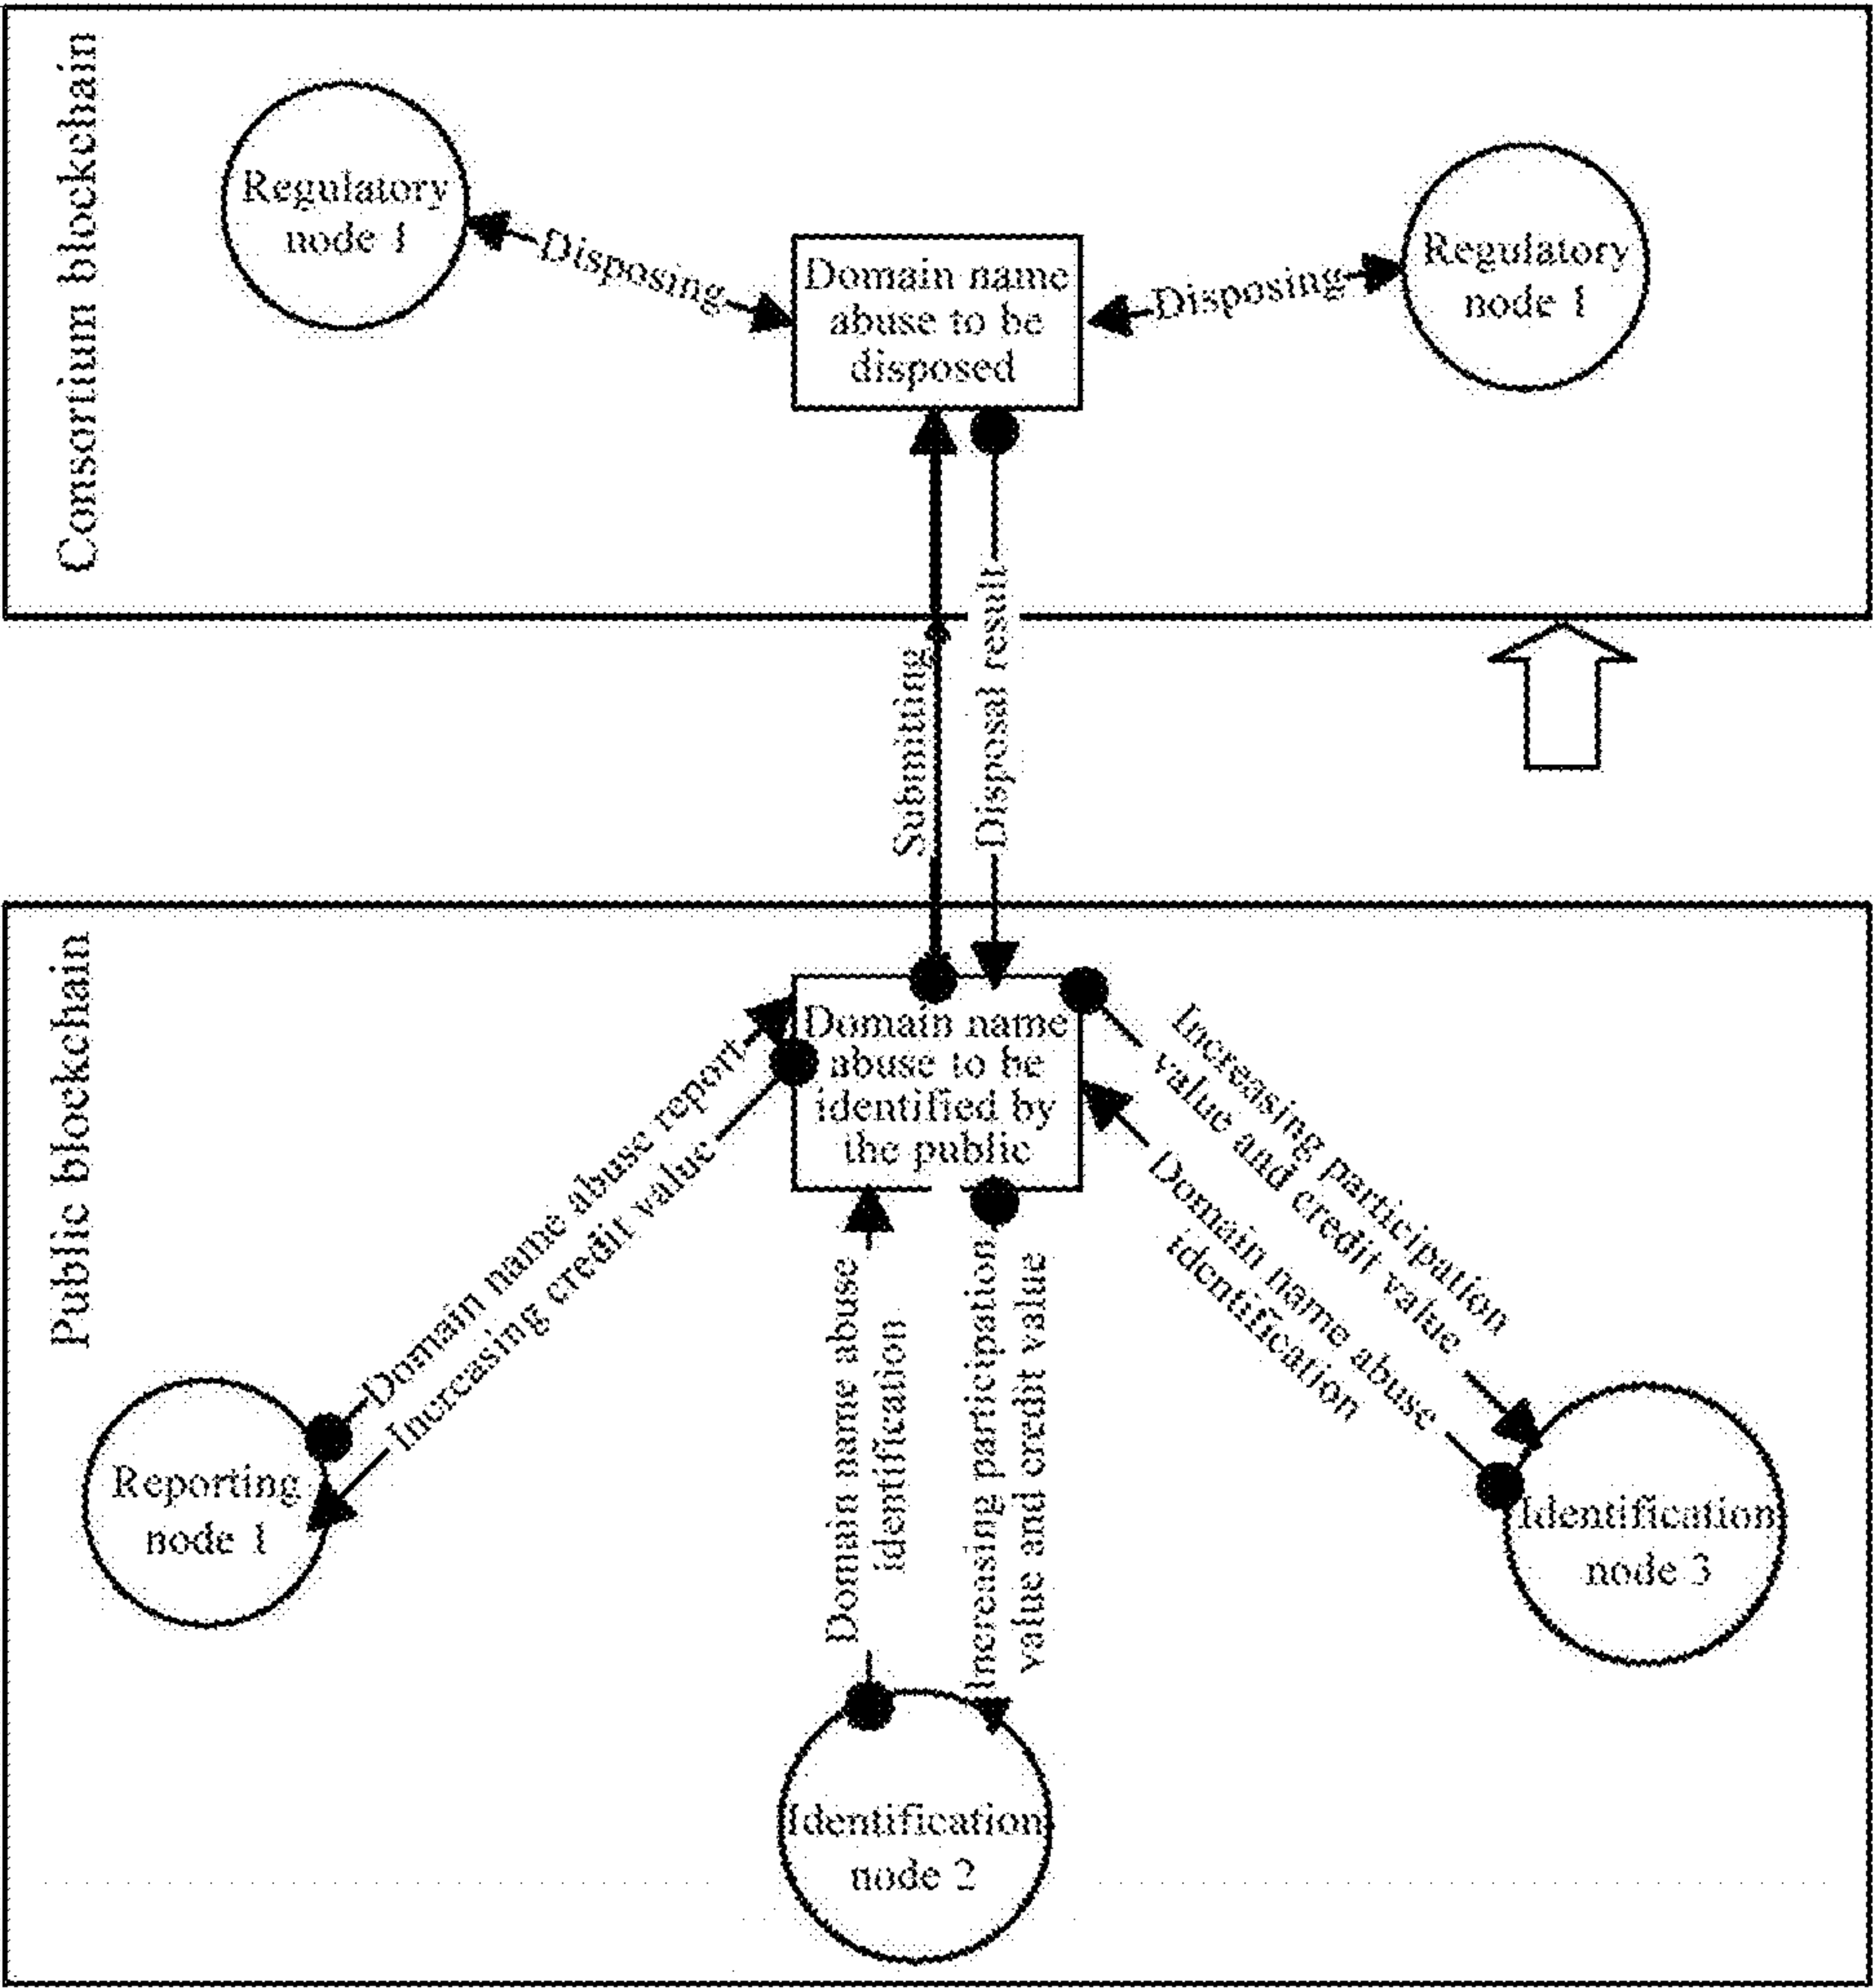 Consortium blockchain
Regulatory
node 1
Disposing
Domain name
abuse to be
disposed
Disposing
Regulatory
node 1
Submiting
Disposal result
Public blockchain
Domain name
abuse to be
identified by
the public
Domain name abuse report
Increasing credit value
Domain name abuse
identification
Increasing participation
value and credit value
Increasing participation
value and credit value
Domain name abuse
identification
Reporting
node 1
Identification
node 3
Identification
node 2